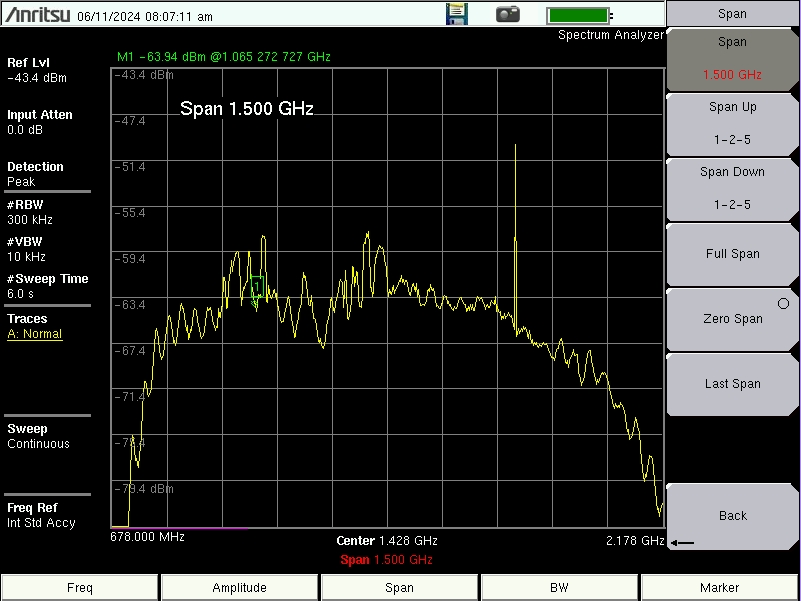 Anritsu 06/11/2024 08:07:11 am
Span
Spectrum Analyzer
Ref Lvl
-43.4 dBm
Input Atten
0.0 dB
Detection
Peak
#RBW
300 kHz
#VBW
10 kHz
#Sweep Time
6.0 s
Traces
A: Normal
Sweep
Continuous
Freq Ref
Int Std Accy
M1 -63.94 dBm @1.065 272 727 GHz
-43.4 dBm
Span 1.500 GHz
-47.4
-51.4
-55.4
-59.4
1
-63.4
-67.4
-71.4
-79.4 dBm
678.000 MHz
Center 1.428 GHz
2.178 GHz
Span 1.500 GHz
Span
1.500 GHz
Span Up
1-2-5
Span Down
1-2-5
Full Span
Zero Span
Last Span
Back
Freq
Amplitude
Span
BW
Marker